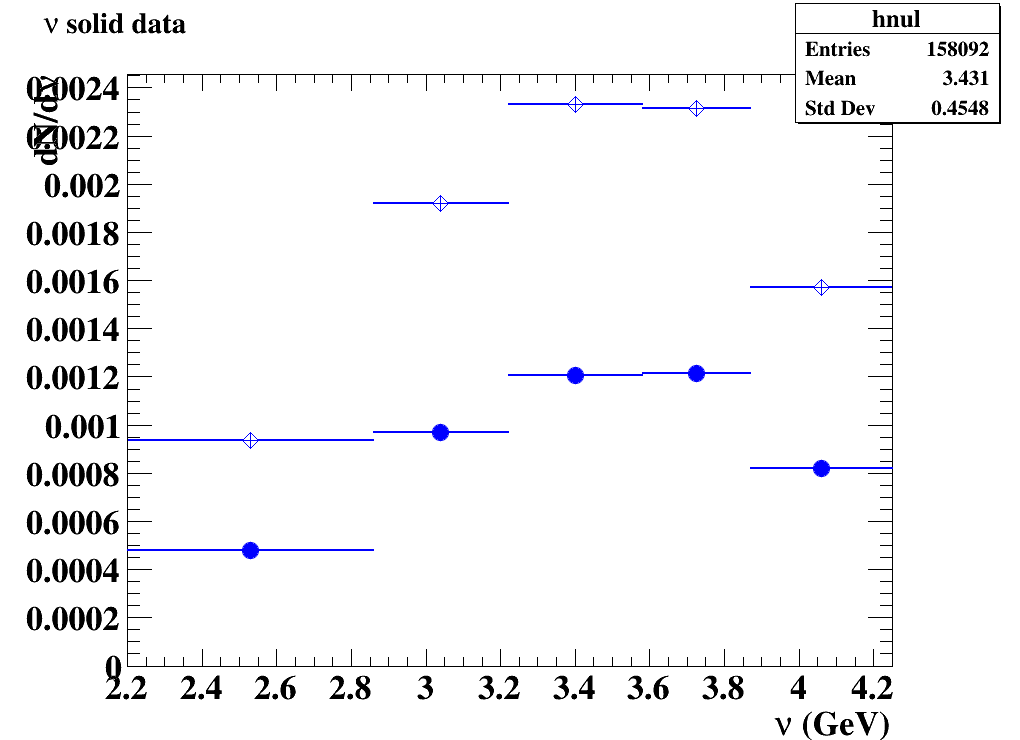 ν solid data
hnul
Entries 158092
Mean 3.431
Std Dev 0.4548
dN/dν
0.0024
0.0022
0.002
0.0018
0.0016
0.0014
0.0012
0.001
0.0008
0.0006
0.0004
0.0002
0
2.2 2.4 2.6 2.8 3 3.2 3.4 3.6 3.8 4 4.2
ν (GeV)